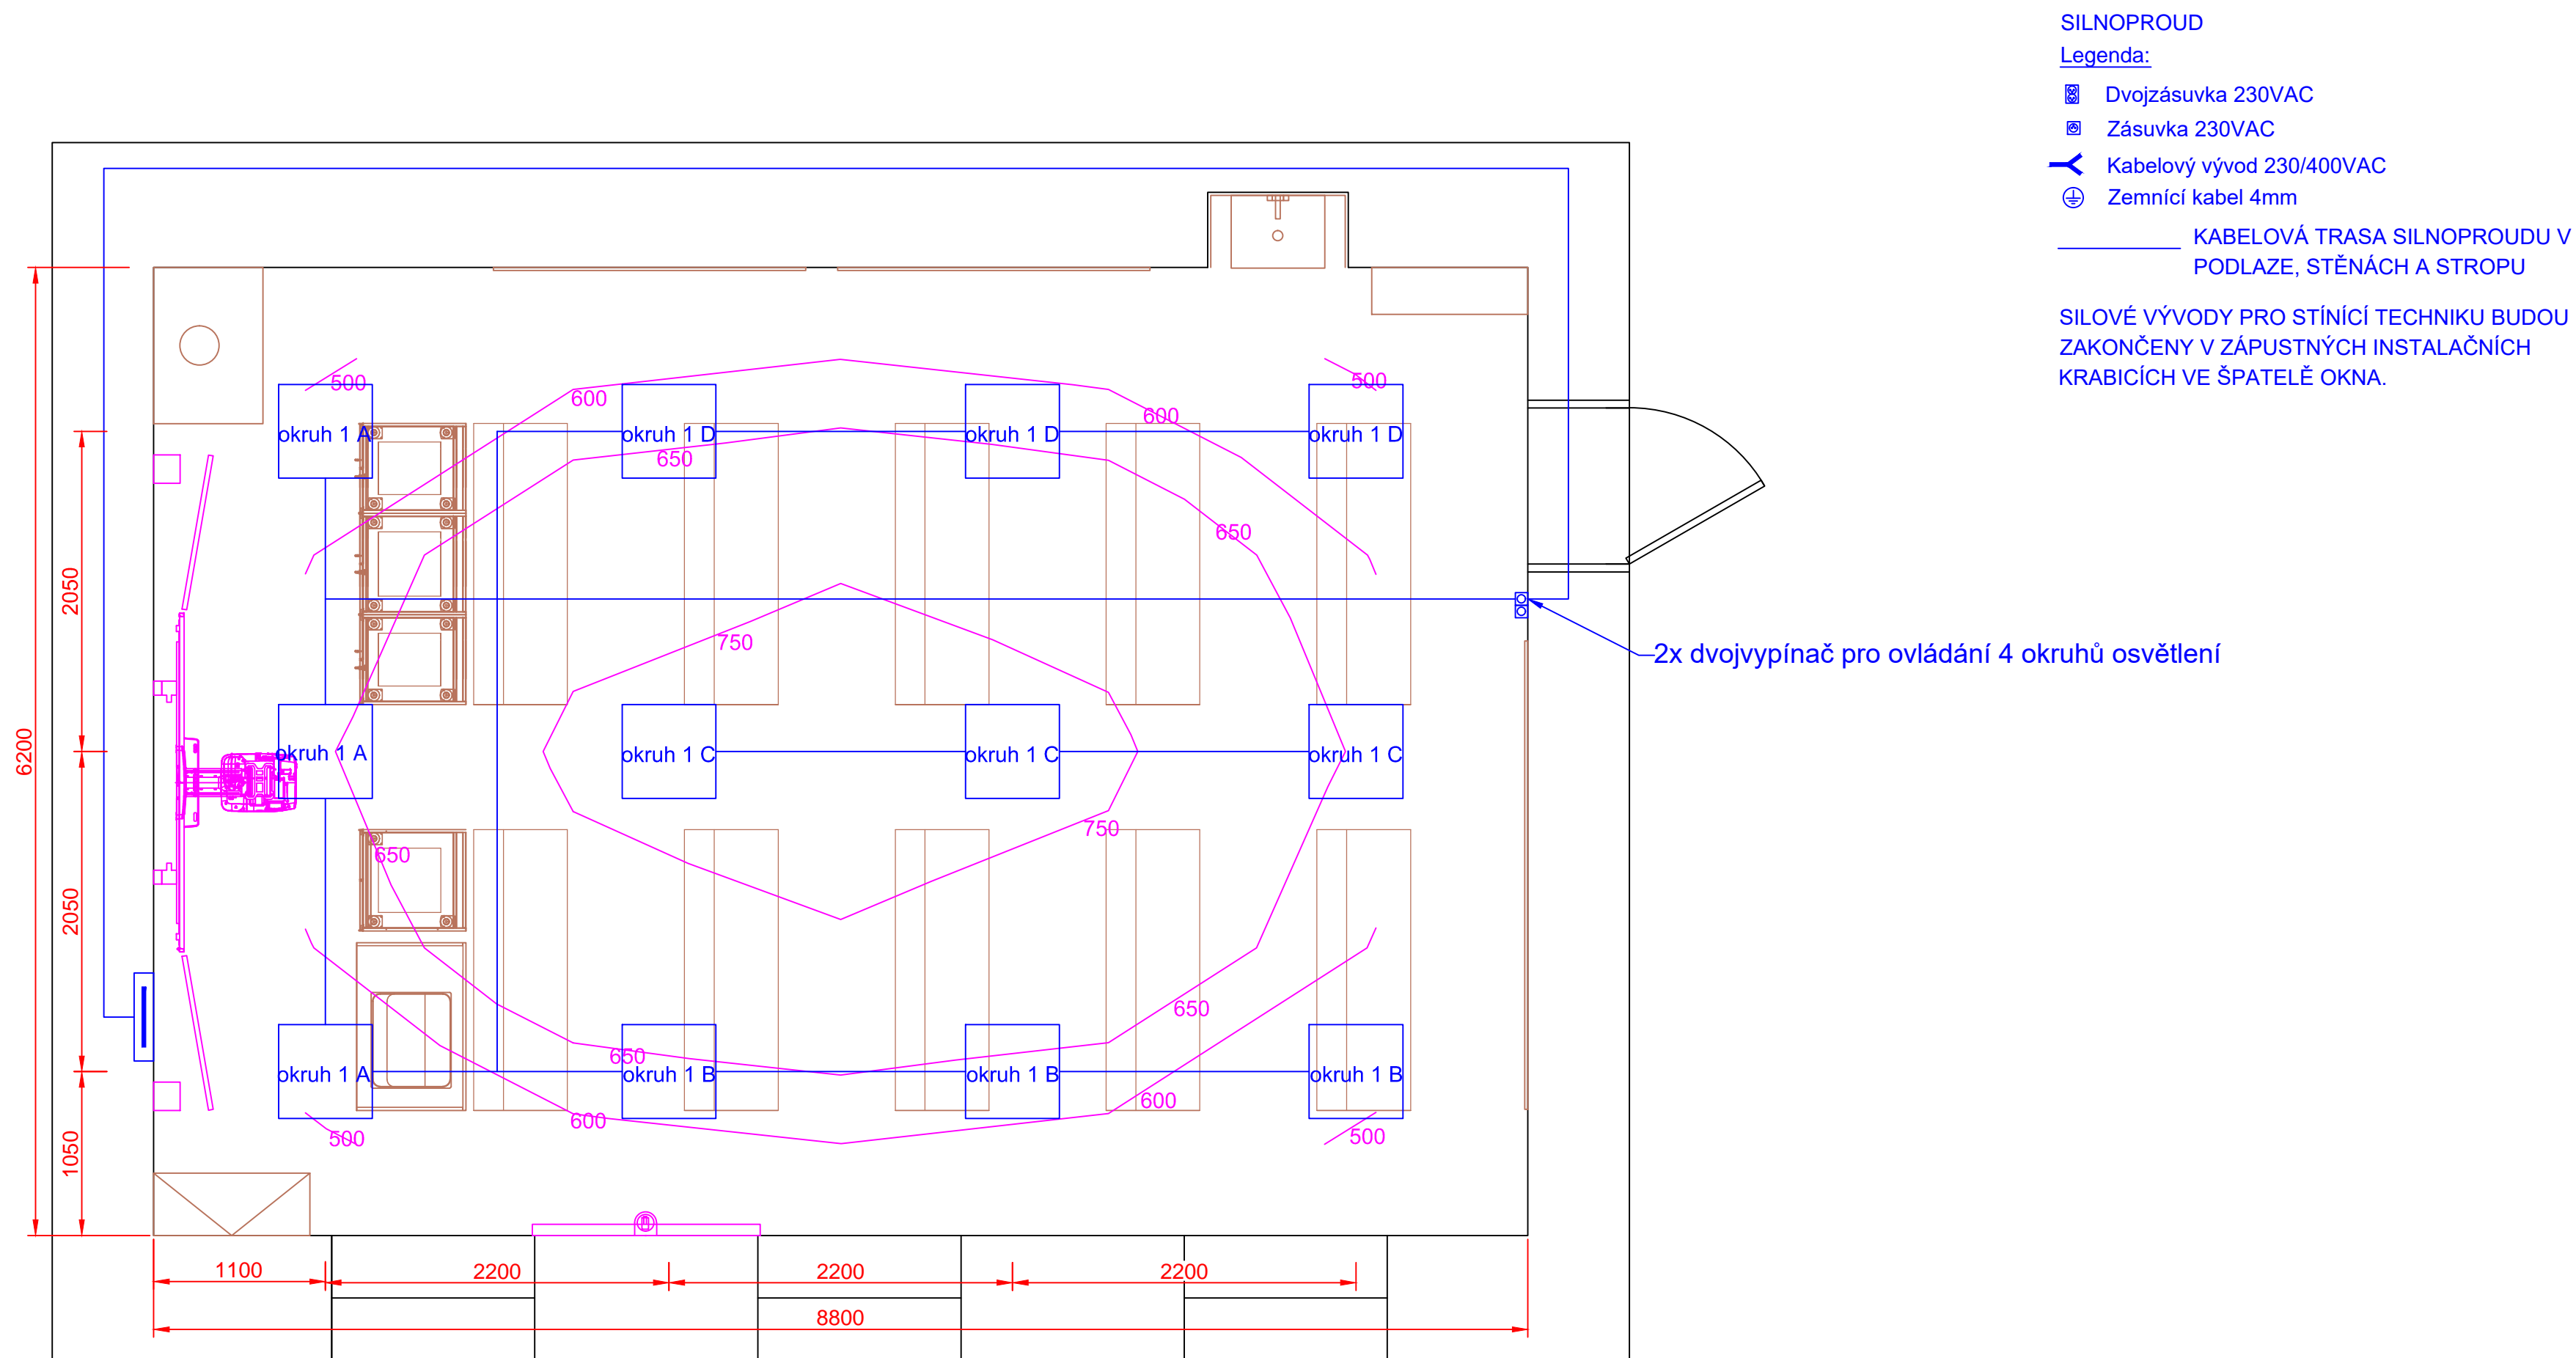 SILNOPROUD
Legenda:
Dvojzásuvka 230VAC
Zásuvka 230VAC
Kabelový vývod 230/400VAC
Zemnící kabel 4mm
KABELOVÁ TRASA SILNOPROUDU V
PODLAZE, STĚNÁCH A STROPU
SILOVÉ VÝVODY PRO STÍNÍCÍ TECHNIKU BUDOU
ZAKONČENY V ZÁPUSTNÝCH INSTALAČNÍCH
KRABICÍCH VE ŠPATELĚ OKNA.
500
600
500
600
okruh 1 A
okruh 1 D
okruh 1 D
okruh 1 D
650
650
2050
750
2x dvojvypínač pro ovládání 4 okruhů osvětlení
6200
okruh 1 A
okruh 1 C
okruh 1 C
okruh 1 C
750
650
2050
650
650
okruh 1 A
okruh 1 B
okruh 1 B
okruh 1 B
600
600
500
500
1050
1100
2200
2200
2200
8800